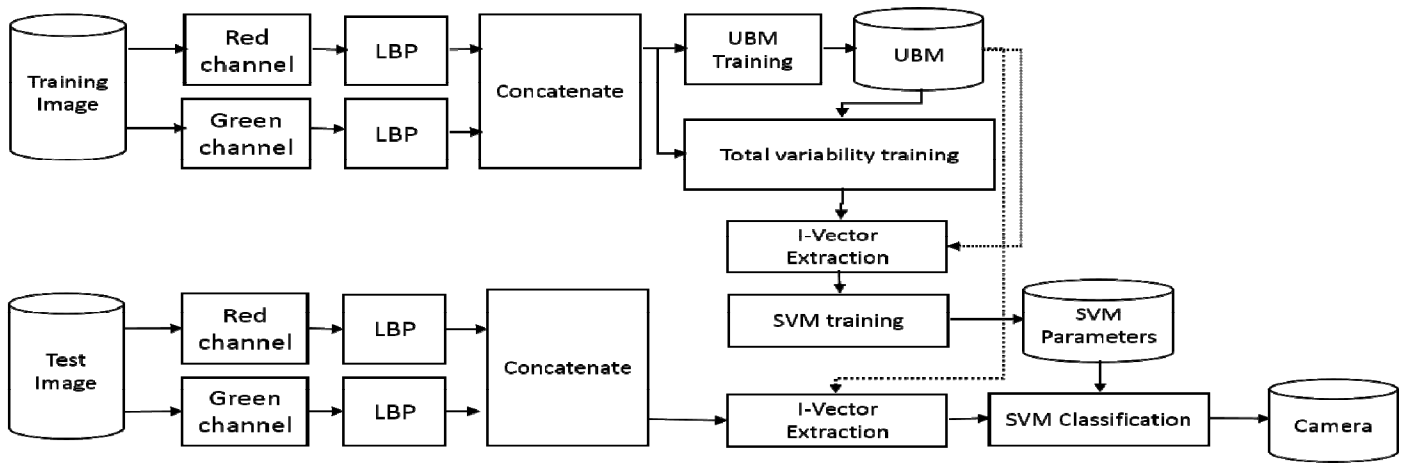 Training
Image
Red
channel
LBP
Green
channel
LBP
Concatenate
UBM
Training
UBM
Total variability training
I-Vector
Extraction
SVM training
SVM
Parameters
Test
Image
Red
channel
LBP
Green
channel
LBP
Concatenate
I-Vector
Extraction
SVM Classification
Camera